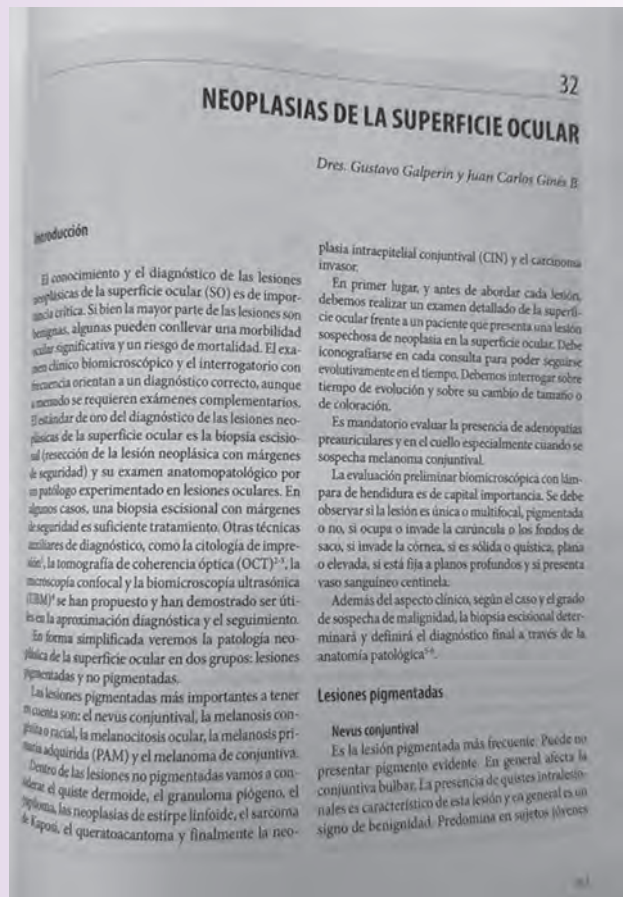 32
NEOPLASIAS DE LA SUPERFICIE OCULAR
Dres. Gustavo Galperin y Juan Carlos Ginés B.
Introducción
El conocimiento y el diagnóstico de las lesiones
neoplásicas de la superficie ocular (SO) es de impor-
tancia crítica. Si bien la mayor parte de las lesiones son
benignas, algunas pueden conllevar una morbilidad
ocular significativa y un riesgo de mortalidad. El exa-
men clínico biomicroscópico y el interrogatorio con
frecuencia orientan a un diagnóstico correcto, aunque
a menudo se requieren exámenes complementarios.
El estándar de oro del diagnóstico de las lesiones neo-
plásicas de la superficie ocular es la biopsia escisio-
nal (resección de la lesión neoplásica con márgenes
de seguridad) y su examen anatomopatológico por
un patólogo experimentado en lesiones oculares. En
algunos casos, una biopsia escisional con márgenes
de seguridad es suficiente tratamiento. Otras técnicas
auxiliares de diagnóstico, como la citología de impre-
sión, la tomografía de coherencia óptica (OCT), la
microscopía confocal y la biomicroscopía ultrasónica
(UBM) se han propuesto y han demostrado ser úti-
les en la aproximación diagnóstica y el seguimiento.
En forma simplificada veremos la patología neo-
plásica de la superficie ocular en dos grupos: lesiones
pigmentadas y no pigmentadas.
Las lesiones pigmentadas más importantes a tener
en cuenta son: el nevus conjuntival, la melanosis con-
o racial, la melanocitosis ocular, la melanosis pri-
maria adquirida (PAM) y el melanoma de conjuntiva.
Dentro de las lesiones no pigmentadas vamos a con-
siderar el quiste dermoide, el granuloma piógeno, el
papiloma, las neoplasias de estirpe linfoide, el sarcoma
de Kaposi, el queratoacantoma y finalmente la neo-
plasia intraepitelial conjuntival (CIN) y el carcinoma
invasor.
En primer lugar, y antes de abordar cada lesión,
debemos realizar un examen detallado de la superfi-
cie ocular frente a un paciente que presenta una lesión
sospechosa de neoplasia en la superficie ocular. Debe
iconografiarse en cada consulta para poder seguirse
evolutivamente en el tiempo. Debemos interrogar sobre
tiempo de evolución y sobre su cambio de tamaño o
de coloración.
Es mandatorio evaluar la presencia de adenopatías
preauriculares y en el cuello especialmente cuando se
sospecha melanoma conjuntival.
La evaluación preliminar biomicroscópica con lám-
para de hendidura es de capital importancia. Se debe
observar si la lesión es única o multifocal, pigmentada
o no, si ocupa o invade la carúncula o los fondos de
saco, si invade la córnea, si es sólida o quística, plana
o elevada, si está fija a planos profundos y si presenta
vaso sanguíneo centinela.
Además del aspecto clínico, según el caso y el grado
de sospecha de malignidad, la biopsia escisional deter-
minará y definirá el diagnóstico final a través de la
anatomía patológica.
Lesiones pigmentadas
Nevus conjuntival
Es la lesión pigmentada más frecuente. Puede no
presentar pigmento evidente. En general afecta la
conjuntiva bulbar. La presencia de quistes intralesio-
nales es característico de esta lesión y en general es un
signo de benignidad. Predomina en sujetos jóvenes